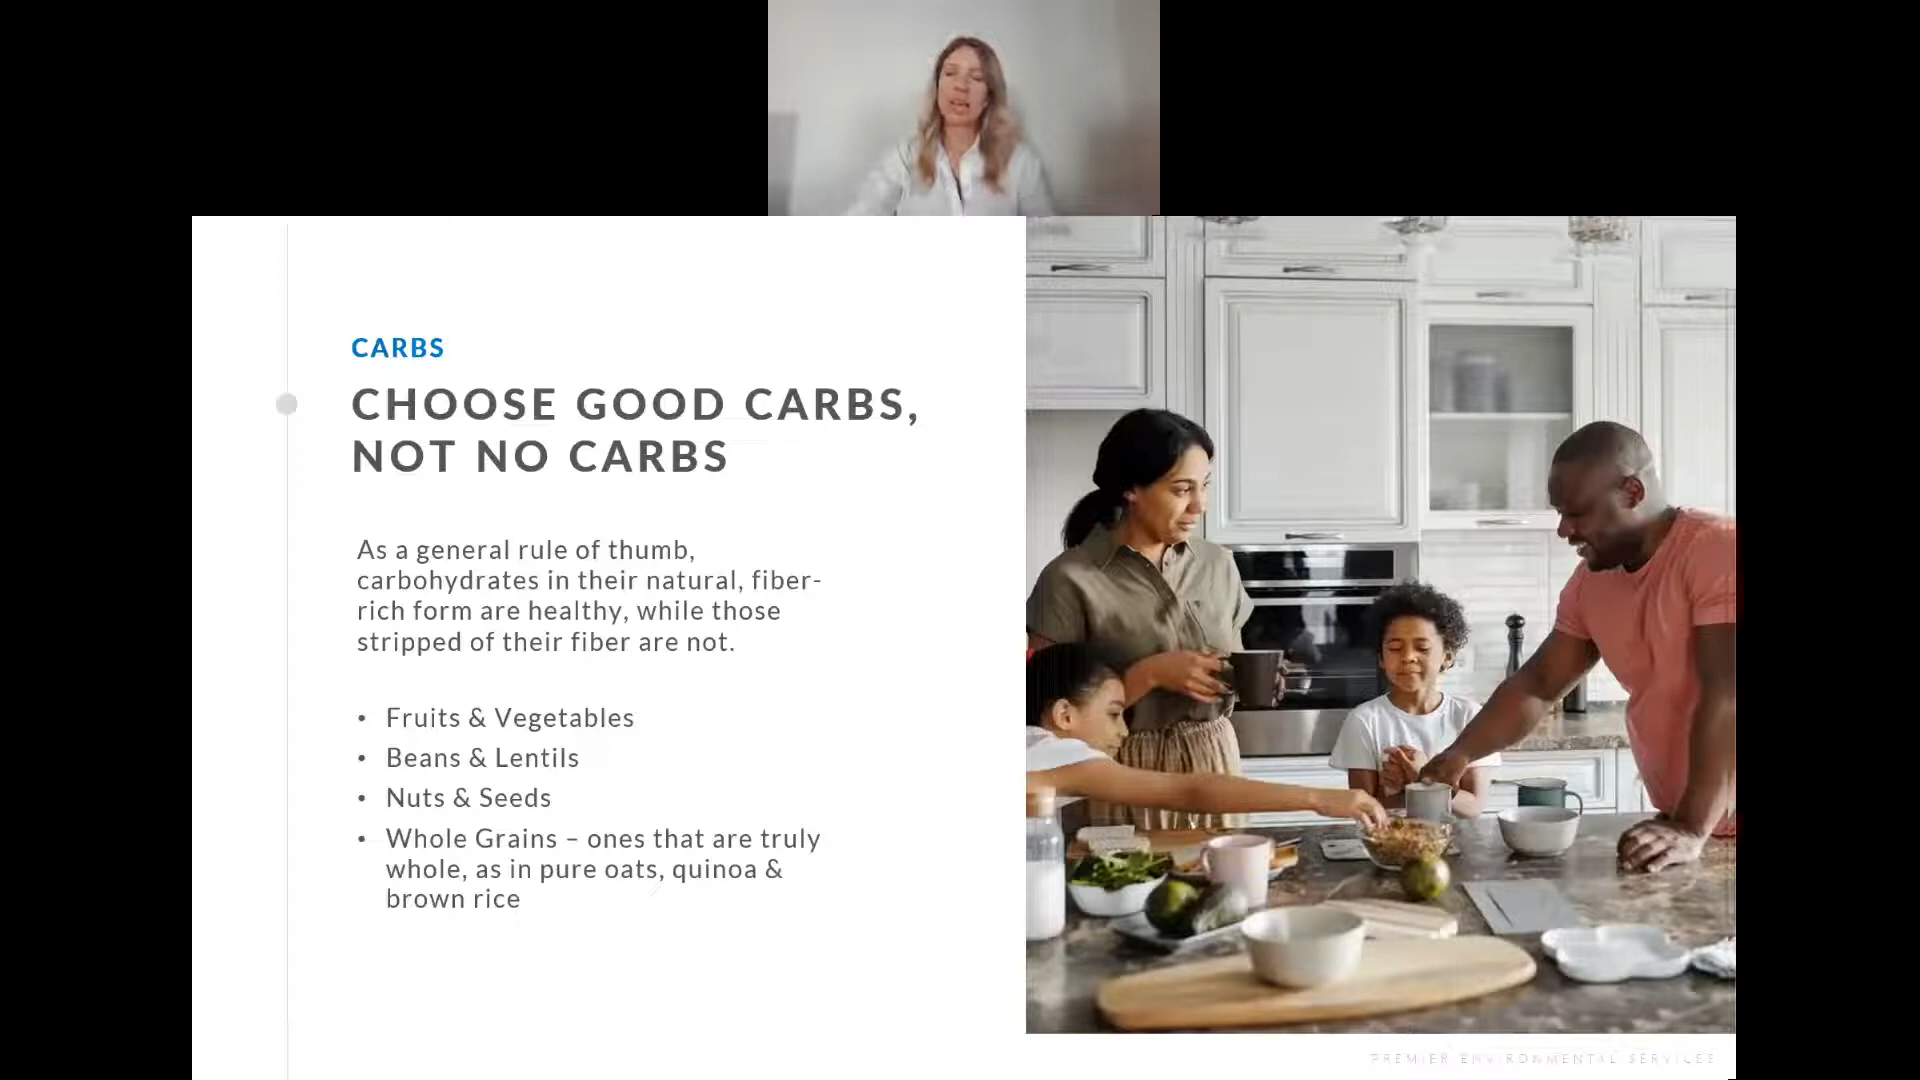 CARBS
CHOOSE GOOD CARBS,
NOT NO CARBS
As a general rule of thumb,
carbohydrates in their natural, fiber-
rich form are healthy, while those
stripped of their fiber are not.
• Fruits & Vegetables
• Beans & Lentils
• Nuts & Seeds
• Whole Grains – ones that are truly
whole, as in pure oats, quinoa &
brown rice
PREMIER ENVIRONMENTAL SERVICES